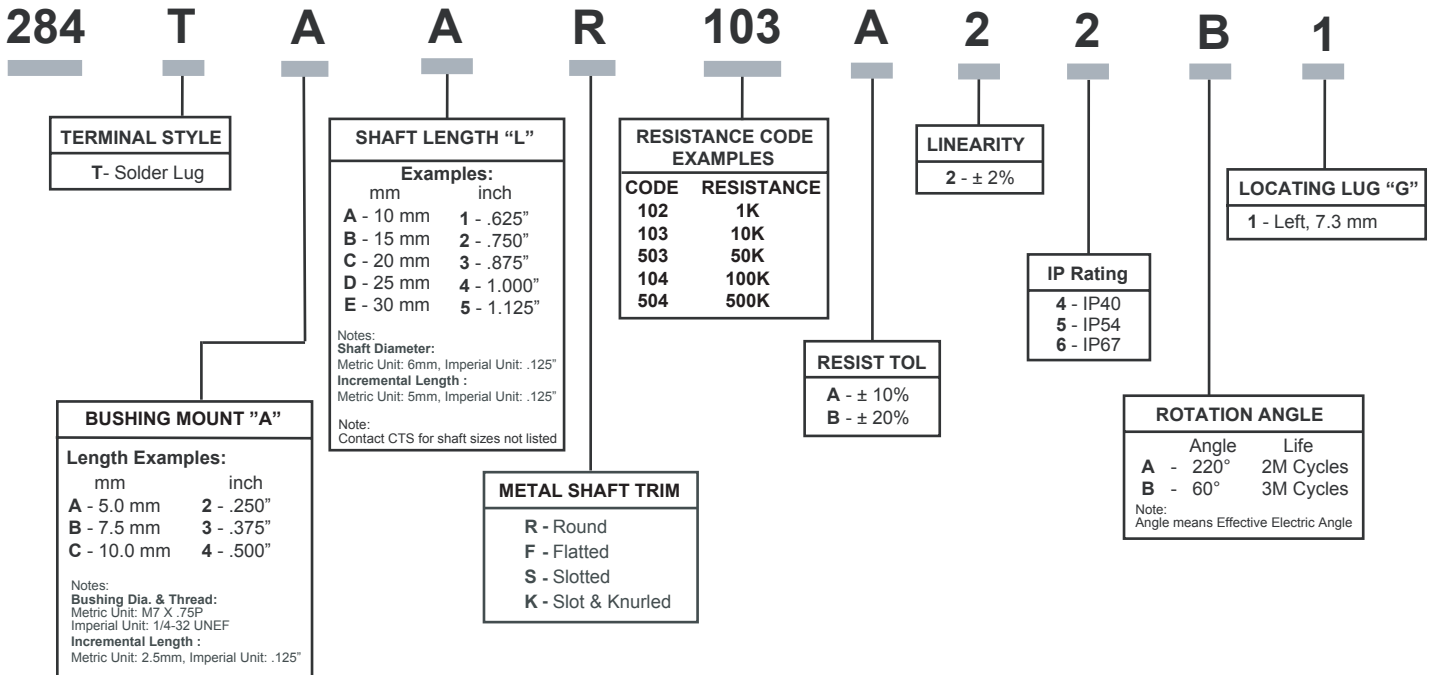 284 T A A R 103 A 2 2 B 1
TERMINAL STYLE
T- Solder Lug
BUSHING MOUNT ”A”
Length Examples:
mm inch
A - 5.0 mm 2 - .250”
B - 7.5 mm 3 - .375”
C - 10.0 mm 4 - .500”
Notes:
Bushing Dia. & Thread:
Metric Unit: M7 X .75P
Imperial Unit: 1/4-32 UNEF
Incremental Length :
Metric Unit: 2.5mm, Imperial Unit: .125”
SHAFT LENGTH “L”
Examples:
mm inch
A - 10 mm 1 - .625”
B - 15 mm 2 - .750”
C - 20 mm 3 - .875”
D - 25 mm 4 - 1.000”
E - 30 mm 5 - 1.125”
Notes:
Shaft Diameter:
Metric Unit: 6mm, Imperial Unit: .125”
Incremental Length :
Metric Unit: 5mm, Imperial Unit: .125”
Note:
Contact CTS for shaft sizes not listed
METAL SHAFT TRIM
R - Round
F - Flatted
S - Slotted
K - Slot & Knurled
RESISTANCE CODE
EXAMPLES
CODE RESISTANCE
102 1K
103 10K
503 50K
104 100K
504 500K
RESIST TOL
A - ± 10%
B - ± 20%
LINEARITY
2 - ± 2%
IP Rating
4 - IP40
5 - IP54
6 - IP67
ROTATION ANGLE
Angle Life
A - 220° 2M Cycles
B - 60° 3M Cycles
Note:
Angle means Effective Electric Angle
LOCATING LUG “G”
1 - Left, 7.3 mm